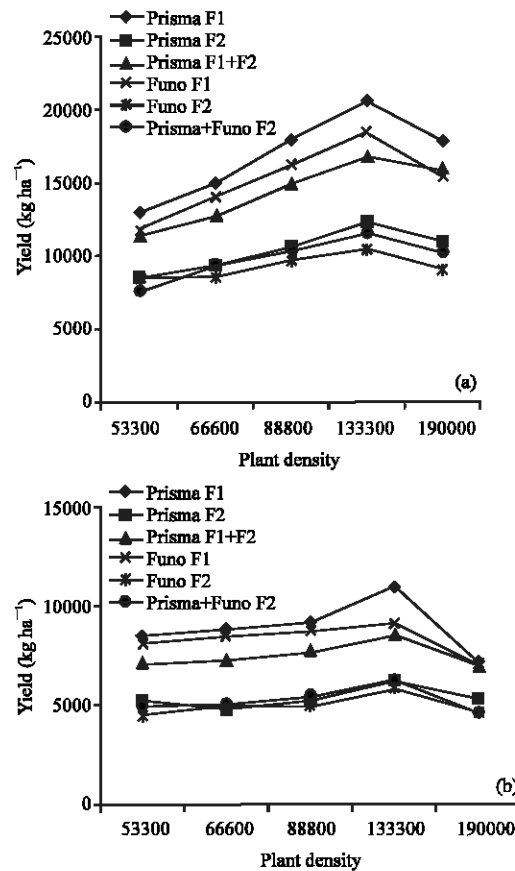 Prisma F1
Prisma F2
Prisma F1+F2
Funo F1
Funo F2
Prisma+Funo F2
25000
20000
15000
10000
5000
0
Yield (kg ha⁻¹)
(a)
53300 66600 88800 133300 190000
Plant density
Prisma F1
Prisma F2
Prisma F1+F2
Funo F1
Funo F2
Prisma+Funo F2
15000
10000
5000
0
Yield (kg ha⁻¹)
(b)
53300 66600 88800 133300 190000
Plant density